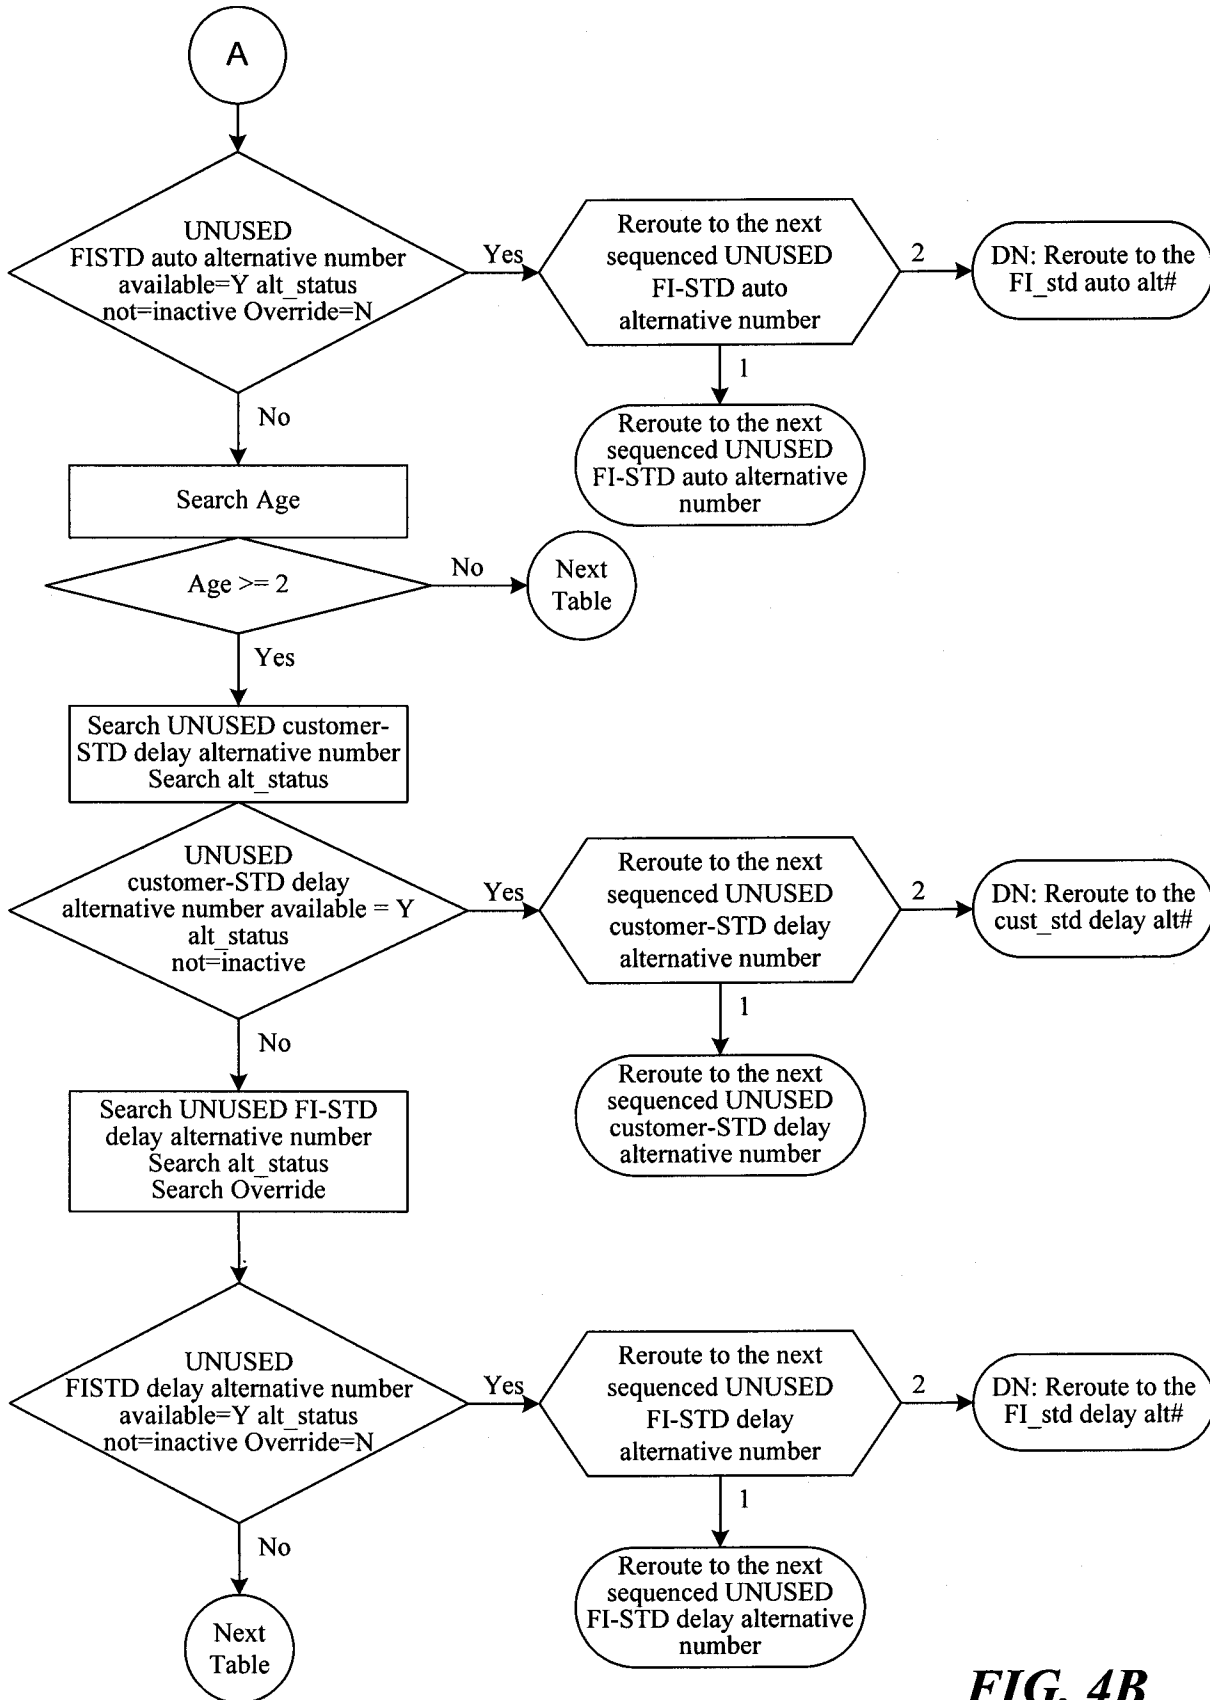 A
UNUSED
FISTD auto alternative number
available=Y alt_status
not=inactive Override=N
Yes
Reroute to the next
sequenced UNUSED
FI-STD auto
alternative number
2
DN: Reroute to the
FI_std auto alt#
1
Reroute to the next
sequenced UNUSED
FI-STD auto alternative
number
No
Search Age
Age >= 2
No
Next
Table
Yes
Search UNUSED customer-
STD delay alternative number
Search alt_status
UNUSED
customer-STD delay
alternative number available = Y
alt_status
not=inactive
Yes
Reroute to the next
sequenced UNUSED
customer-STD delay
alternative number
2
DN: Reroute to the
cust_std delay alt#
1
Reroute to the next
sequenced UNUSED
customer-STD delay
alternative number
No
Search UNUSED FI-STD
delay alternative number
Search alt_status
Search Override
UNUSED
FISTD delay alternative number
available=Y alt_status
not=inactive Override=N
Yes
Reroute to the next
sequenced UNUSED
FI-STD delay
alternative number
2
DN: Reroute to the
FI_std delay alt#
1
Reroute to the next
sequenced UNUSED
FI-STD delay alternative
number
No
Next
Table
FIG. 4B